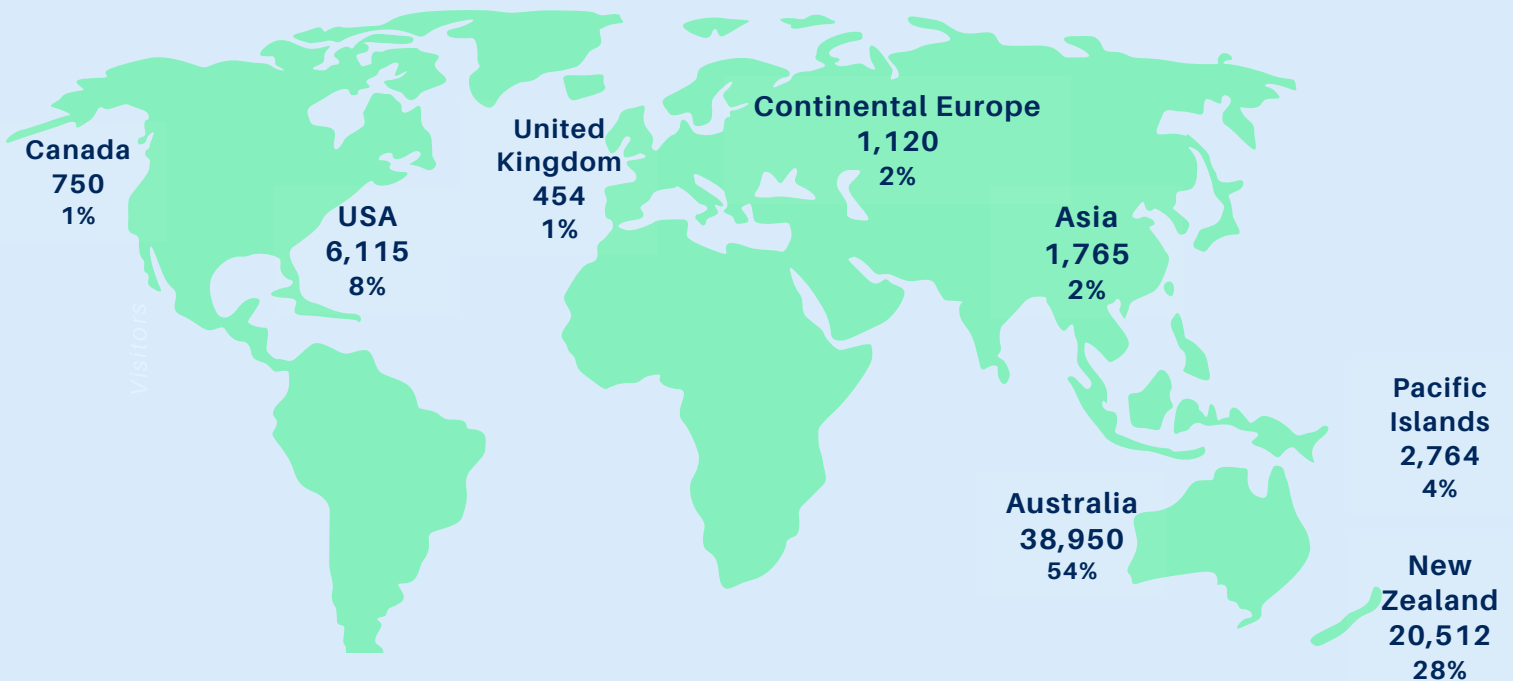 Canada
750
1%
USA
6,115
8%
United
Kingdom
454
1%
Continental Europe
1,120
2%
Asia
1,765
2%
Visitors
Pacific
Islands
2,764
4%
Australia
38,950
54%
New
Zealand
20,512
28%